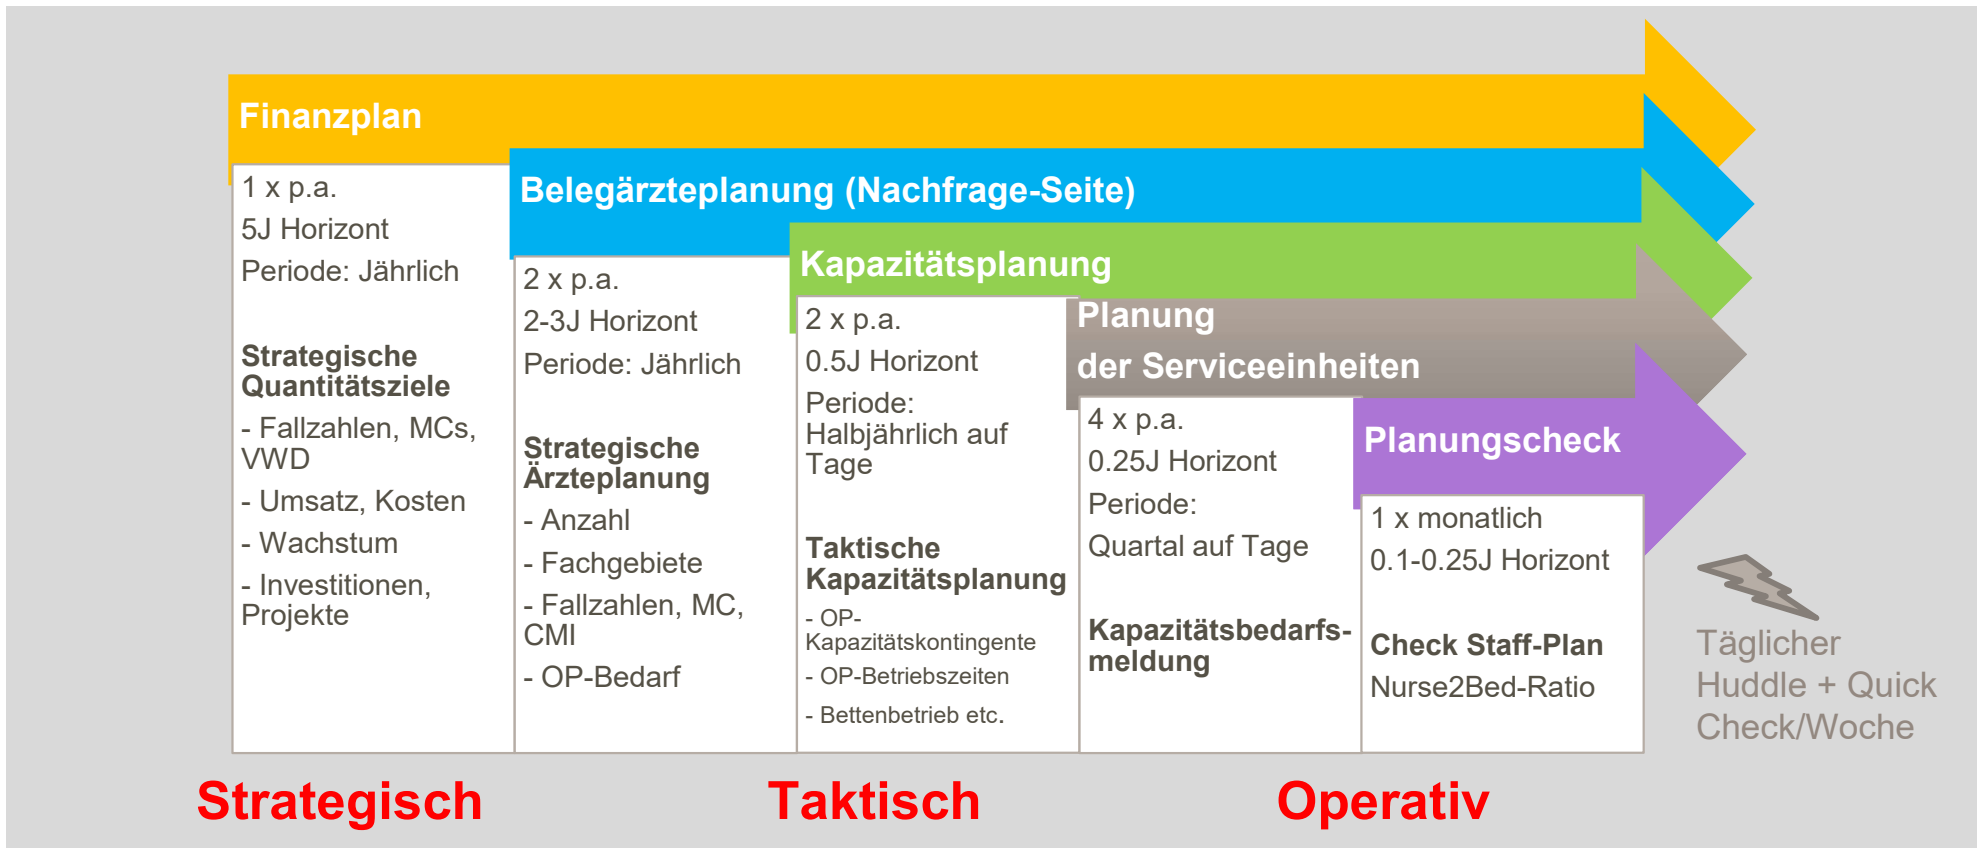 Finanzplan
1 x p.a.
5J Horizont
Periode: Jährlich
Strategische
Quantitätsziele
- Fallzahlen, MCs,
VWD
- Umsatz, Kosten
- Wachstum
- Investitionen,
Projekte
Belegärzteplanung (Nachfrage-Seite)
2 x p.a.
2-3J Horizont
Periode: Jährlich
Strategische
Ärzteplanung
- Anzahl
- Fachgebiete
- Fallzahlen, MC,
CMI
- OP-Bedarf
Kapazitätsplanung
2 x p.a.
0.5J Horizont
Periode:
Halbjährlich auf
Tage
Taktische
Kapazitätsplanung
- OP-
Kapazitätskontingente
- OP-Betriebszeiten
- Bettenbetrieb etc.
Planung
der Serviceeinheiten
4 x p.a.
0.25J Horizont
Periode:
Quartal auf Tage
Kapazitätsbedarfs-
meldung
Planungscheck
1 x monatlich
0.1-0.25J Horizont
Check Staff-Plan
Nurse2Bed-Ratio
Täglicher
Huddle + Quick
Check/Woche
Strategisch
Taktisch
Operativ